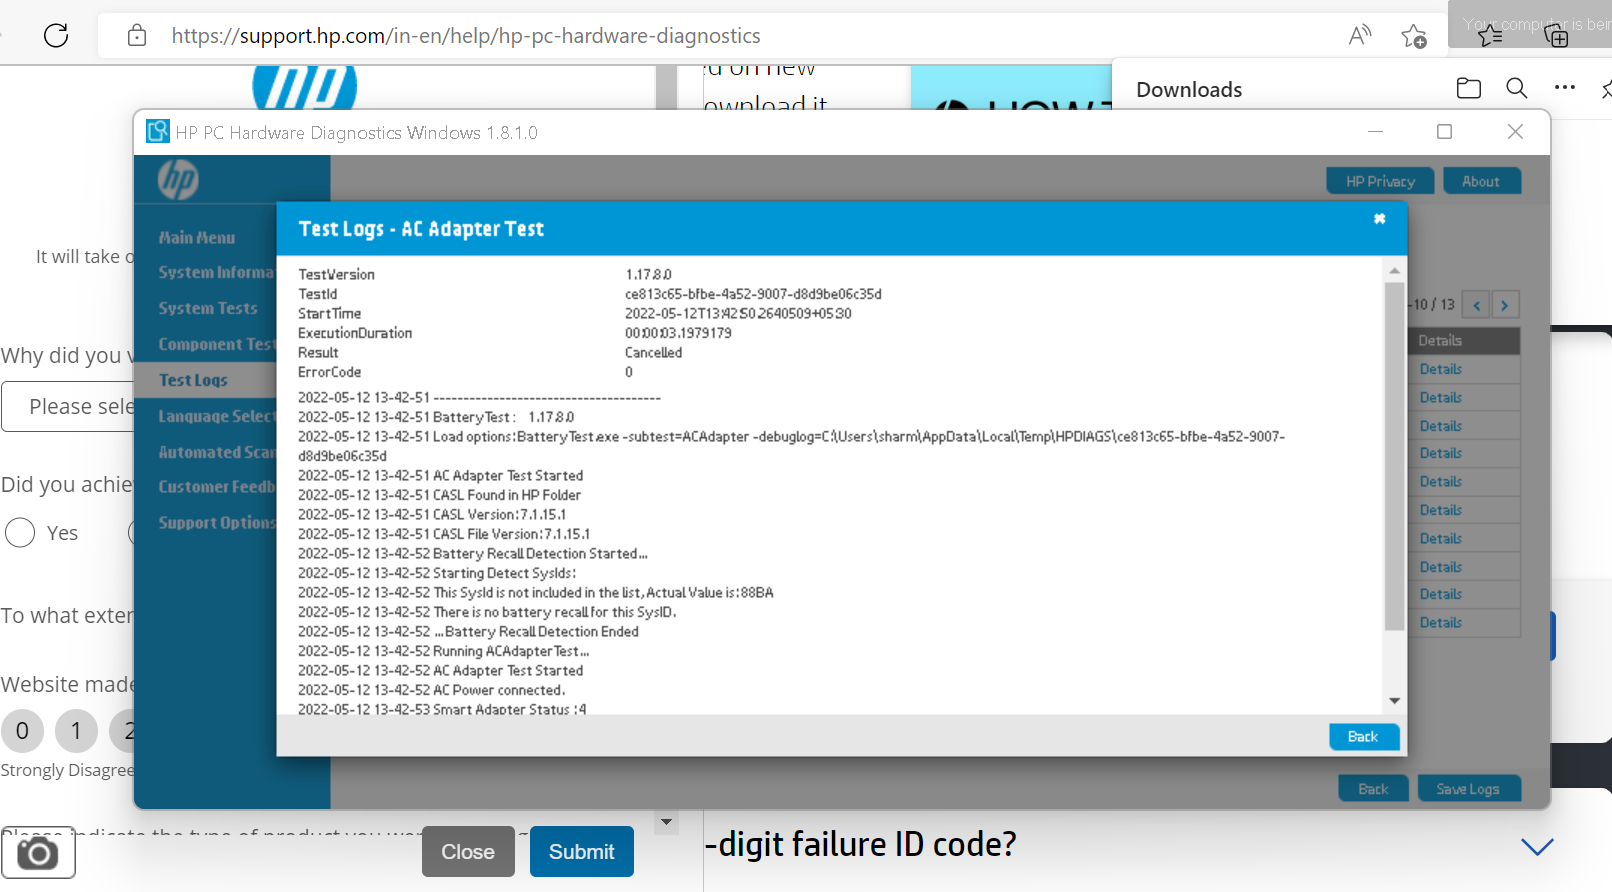 https://support.hp.com/in-en/help/hp-pc-hardware-diagnostics
Your computer is bein
ed on new
ownload it
HOW T
Downloads
HP PC Hardware Diagnostics Windows 1.8.1.0
hp
HP Privacy
About
Main Menu
System Informa
System Tests
Component Test
Test Logs
Language Select
Automated Scan
Customer Feedb
Support Options
Test Logs - AC Adapter Test
TestVersion 1.17.8.0
TestId ce813c65-bfbe-4a52-9007-d8d9be06c35d
StartTime 2022-05-12T13:42:50.2640509+05:30
ExecutionDuration 00:00:03.1979179
Result Cancelled
ErrorCode 0
2022-05-12 13-42-51 --------------------------------------
2022-05-12 13-42-51 BatteryTest : 1.17.8.0
2022-05-12 13-42-51 Load options:BatteryTest.exe -subtest=ACAdapter -debuglog=C:\Users\sharm\AppData\Local\Temp\HPDIAGS\ce813c65-bfbe-4a52-9007-
d8d9be06c35d
2022-05-12 13-42-51 AC Adapter Test Started
2022-05-12 13-42-51 CASL Found in HP Folder
2022-05-12 13-42-51 CASL Version:7.1.15.1
2022-05-12 13-42-51 CASL File Version:7.1.15.1
2022-05-12 13-42-52 Battery Recall Detection Started...
2022-05-12 13-42-52 Starting Detect SysIds:
2022-05-12 13-42-52 This SysId is not included in the list, Actual Value is:88BA
2022-05-12 13-42-52 There is no battery recall for this SysID.
2022-05-12 13-42-52 ...Battery Recall Detection Ended
2022-05-12 13-42-52 Running ACAdapterTest...
2022-05-12 13-42-52 AC Adapter Test Started
2022-05-12 13-42-52 AC Power connected.
2022-05-12 13-42-53 Smart Adapter Status :4
Back
-10 / 13
Details
Details
Details
Details
Details
Details
Details
Details
Details
Details
Details
Back
Save Logs
It will take o
Why did you v
Please sele
Did you achie
Yes
To what exter
Website made
0 1 2
Strongly Disagree
Please indicate the type of product you wer
Close
Submit
-digit failure ID code?